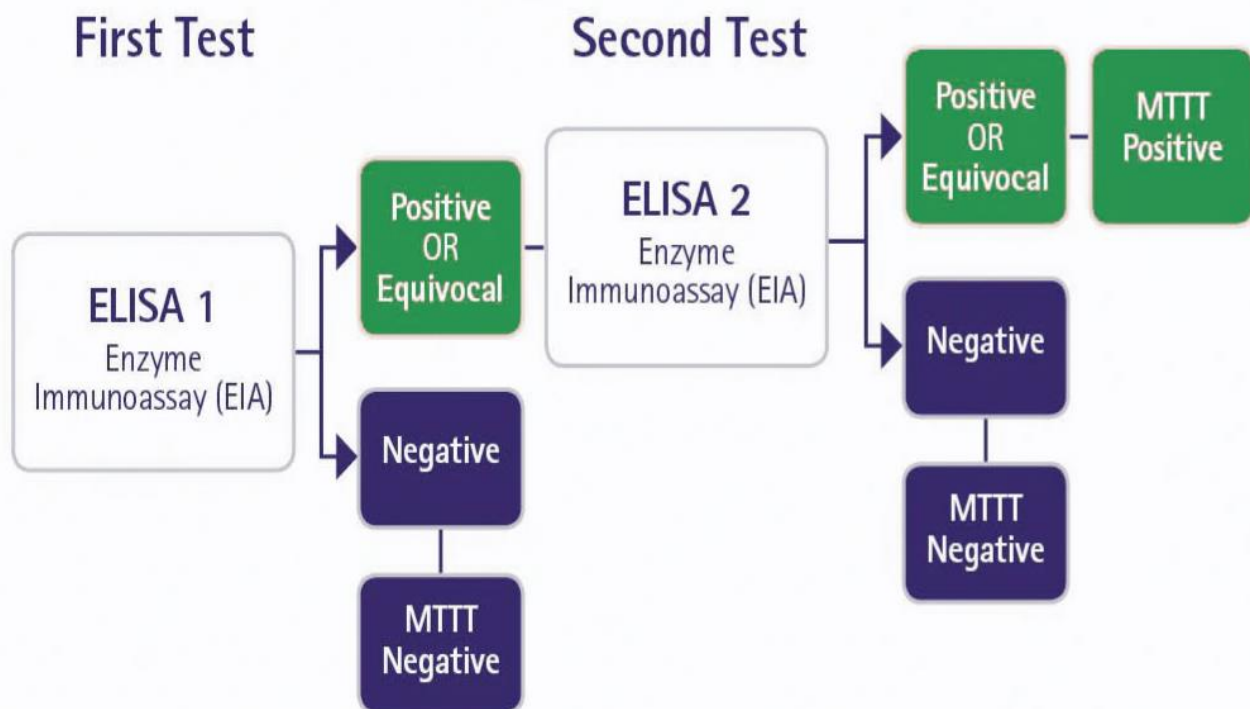 First Test
Second Test
ELISA 1
Enzyme
Immunoassay (EIA)
Positive
OR
Equivocal
Negative
MTTT
Negative
ELISA 2
Enzyme
Immunoassay (EIA)
Positive
OR
Equivocal
MTTT
Positive
Negative
MTTT
Negative